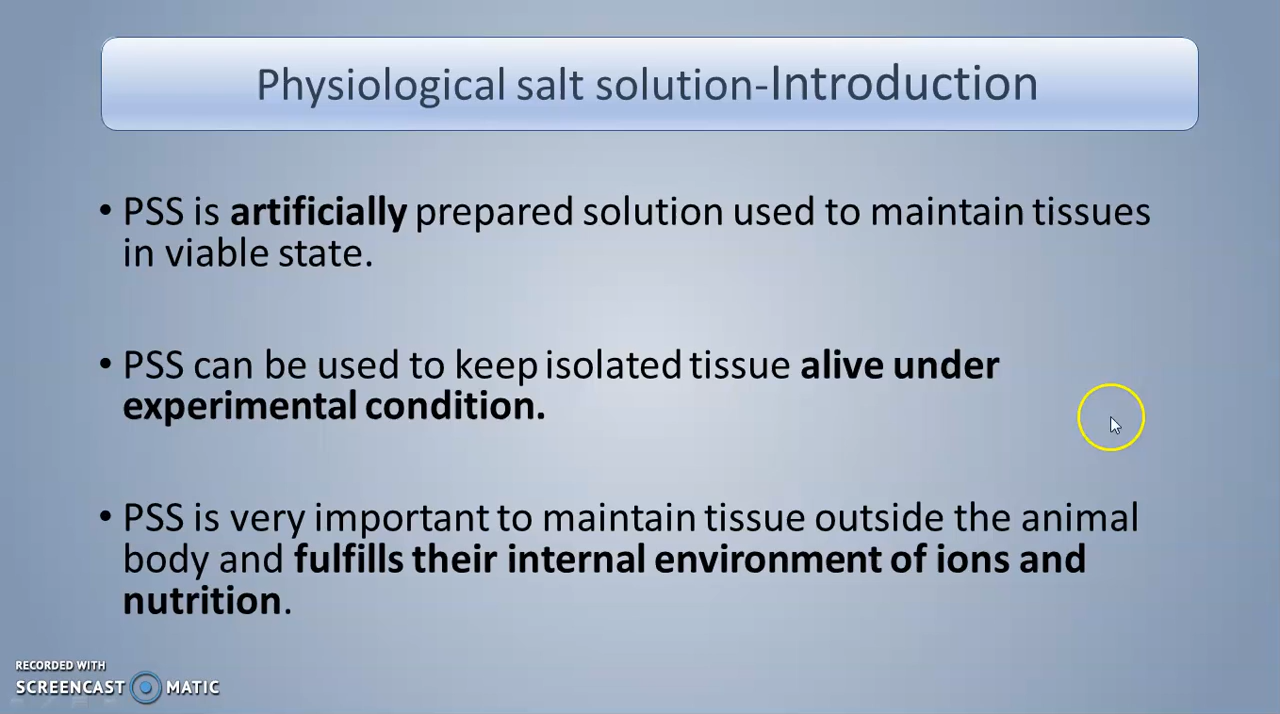 Physiological salt solution-Introduction
• PSS is artificially prepared solution used to maintain tissues
in viable state.
• PSS can be used to keep isolated tissue alive under
experimental condition.
• PSS is very important to maintain tissue outside the animal
body and fulfills their internal environment of ions and
nutrition.
RECORDED WITH
SCREENCAST MATIC